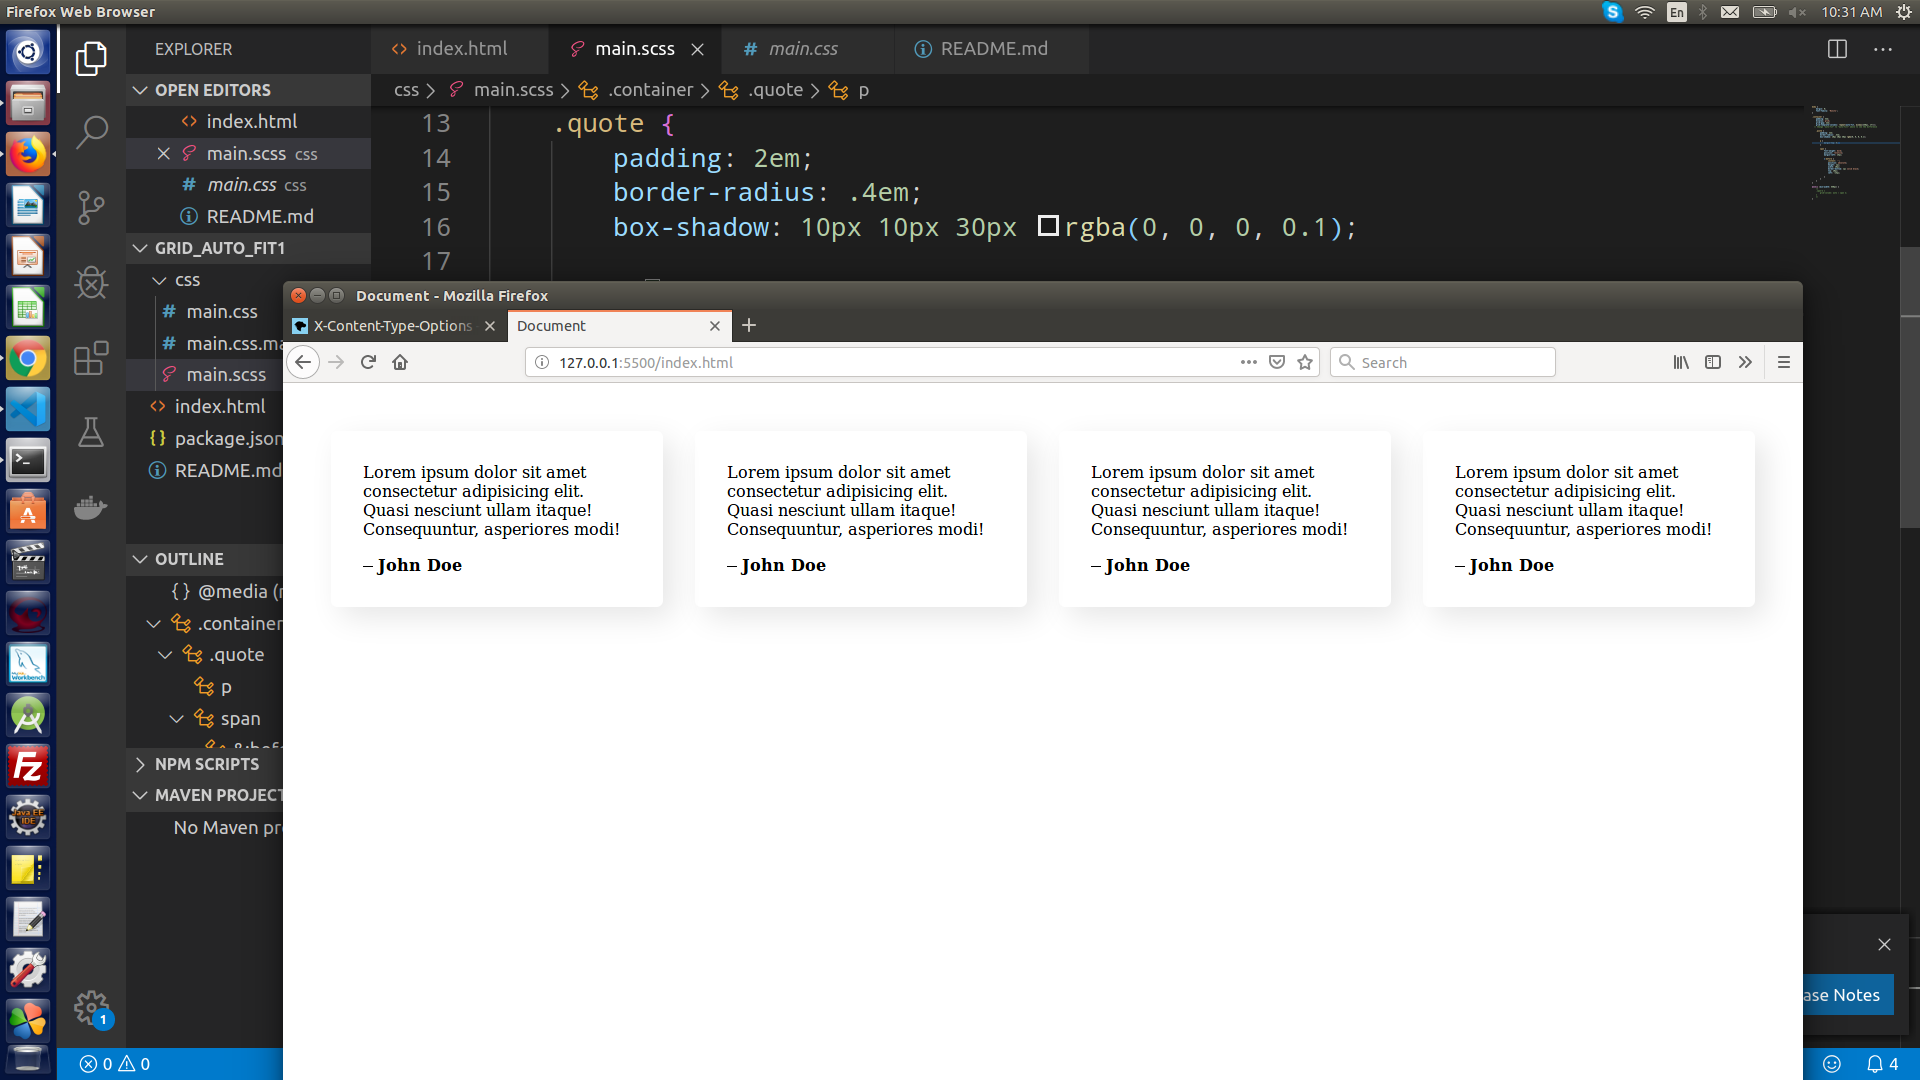 Firefox Web Browser
En
10:31 AM
EXPLORER
index.html
main.scss
main.css
README.md
OPEN EDITORS
index.html
main.scss css
main.css css
README.md
GRID_AUTO_FIT1
css
main.css
main.css.ma
main.scss
index.html
package.json
README.md
OUTLINE
@media (
.container
.quote
p
span
NPM SCRIPTS
MAVEN PROJECT
No Maven pr
css > main.scss > .container > .quote > p
13 .quote {
14 padding: 2em;
15 border-radius: .4em;
16 box-shadow: 10px 10px 30px rgba(0, 0, 0, 0.1);
17
Document - Mozilla Firefox
X-Content-Type-Options
Document
127.0.0.1:5500/index.html
Search
Lorem ipsum dolor sit amet
consectetur adipisicing elit.
Quasi nesciunt ullam itaque!
Consequuntur, asperiores modi!
– John Doe
Lorem ipsum dolor sit amet
consectetur adipisicing elit.
Quasi nesciunt ullam itaque!
Consequuntur, asperiores modi!
– John Doe
Lorem ipsum dolor sit amet
consectetur adipisicing elit.
Quasi nesciunt ullam itaque!
Consequuntur, asperiores modi!
– John Doe
Lorem ipsum dolor sit amet
consectetur adipisicing elit.
Quasi nesciunt ullam itaque!
Consequuntur, asperiores modi!
– John Doe
ase Notes
1
0 0
4